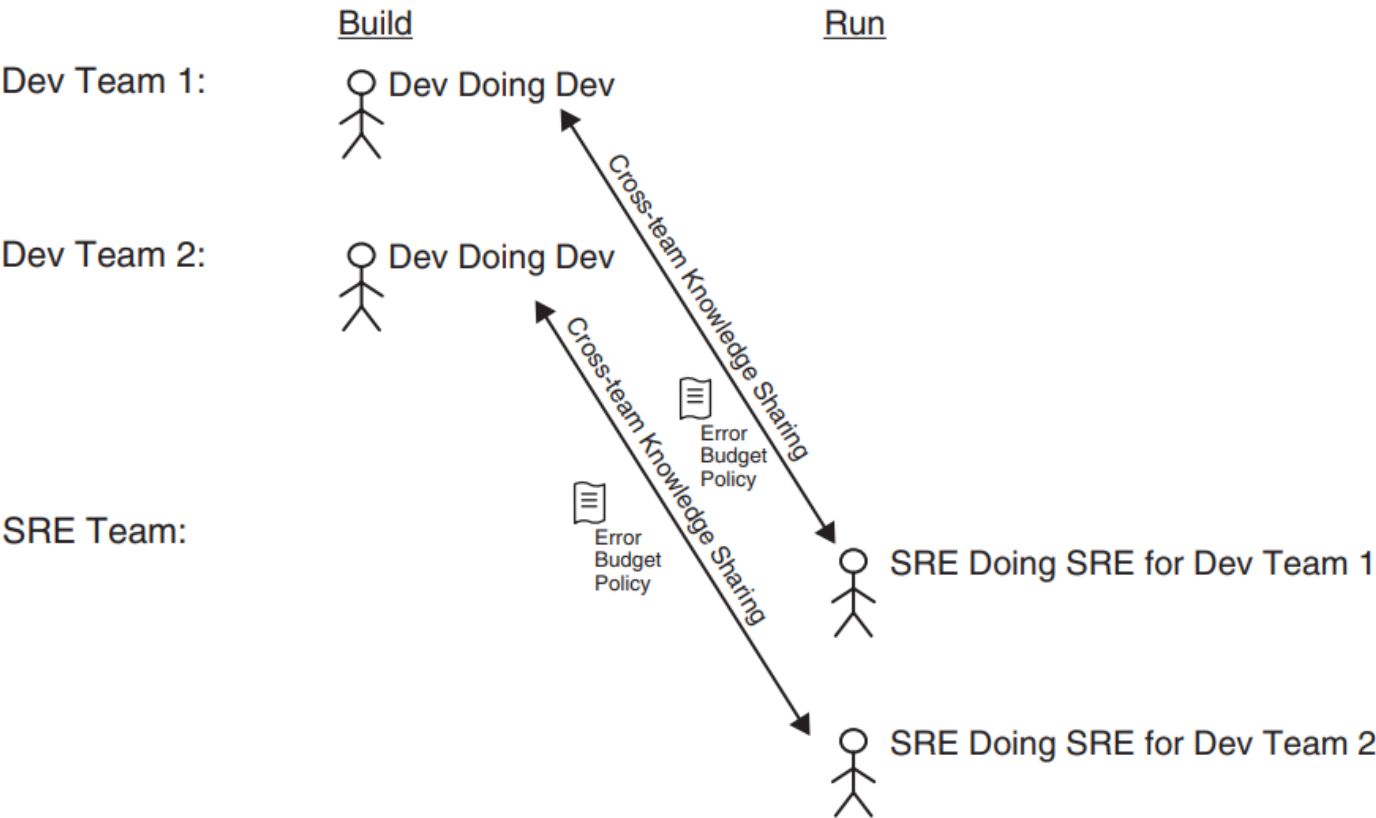 Build
Run
Dev Team 1:
Dev Doing Dev
Cross-team Knowledge Sharing
Dev Team 2:
Dev Doing Dev
Cross-team Knowledge Sharing
Error
Budget
Policy
Error
Budget
Policy
SRE Team:
SRE Doing SRE for Dev Team 1
SRE Doing SRE for Dev Team 2